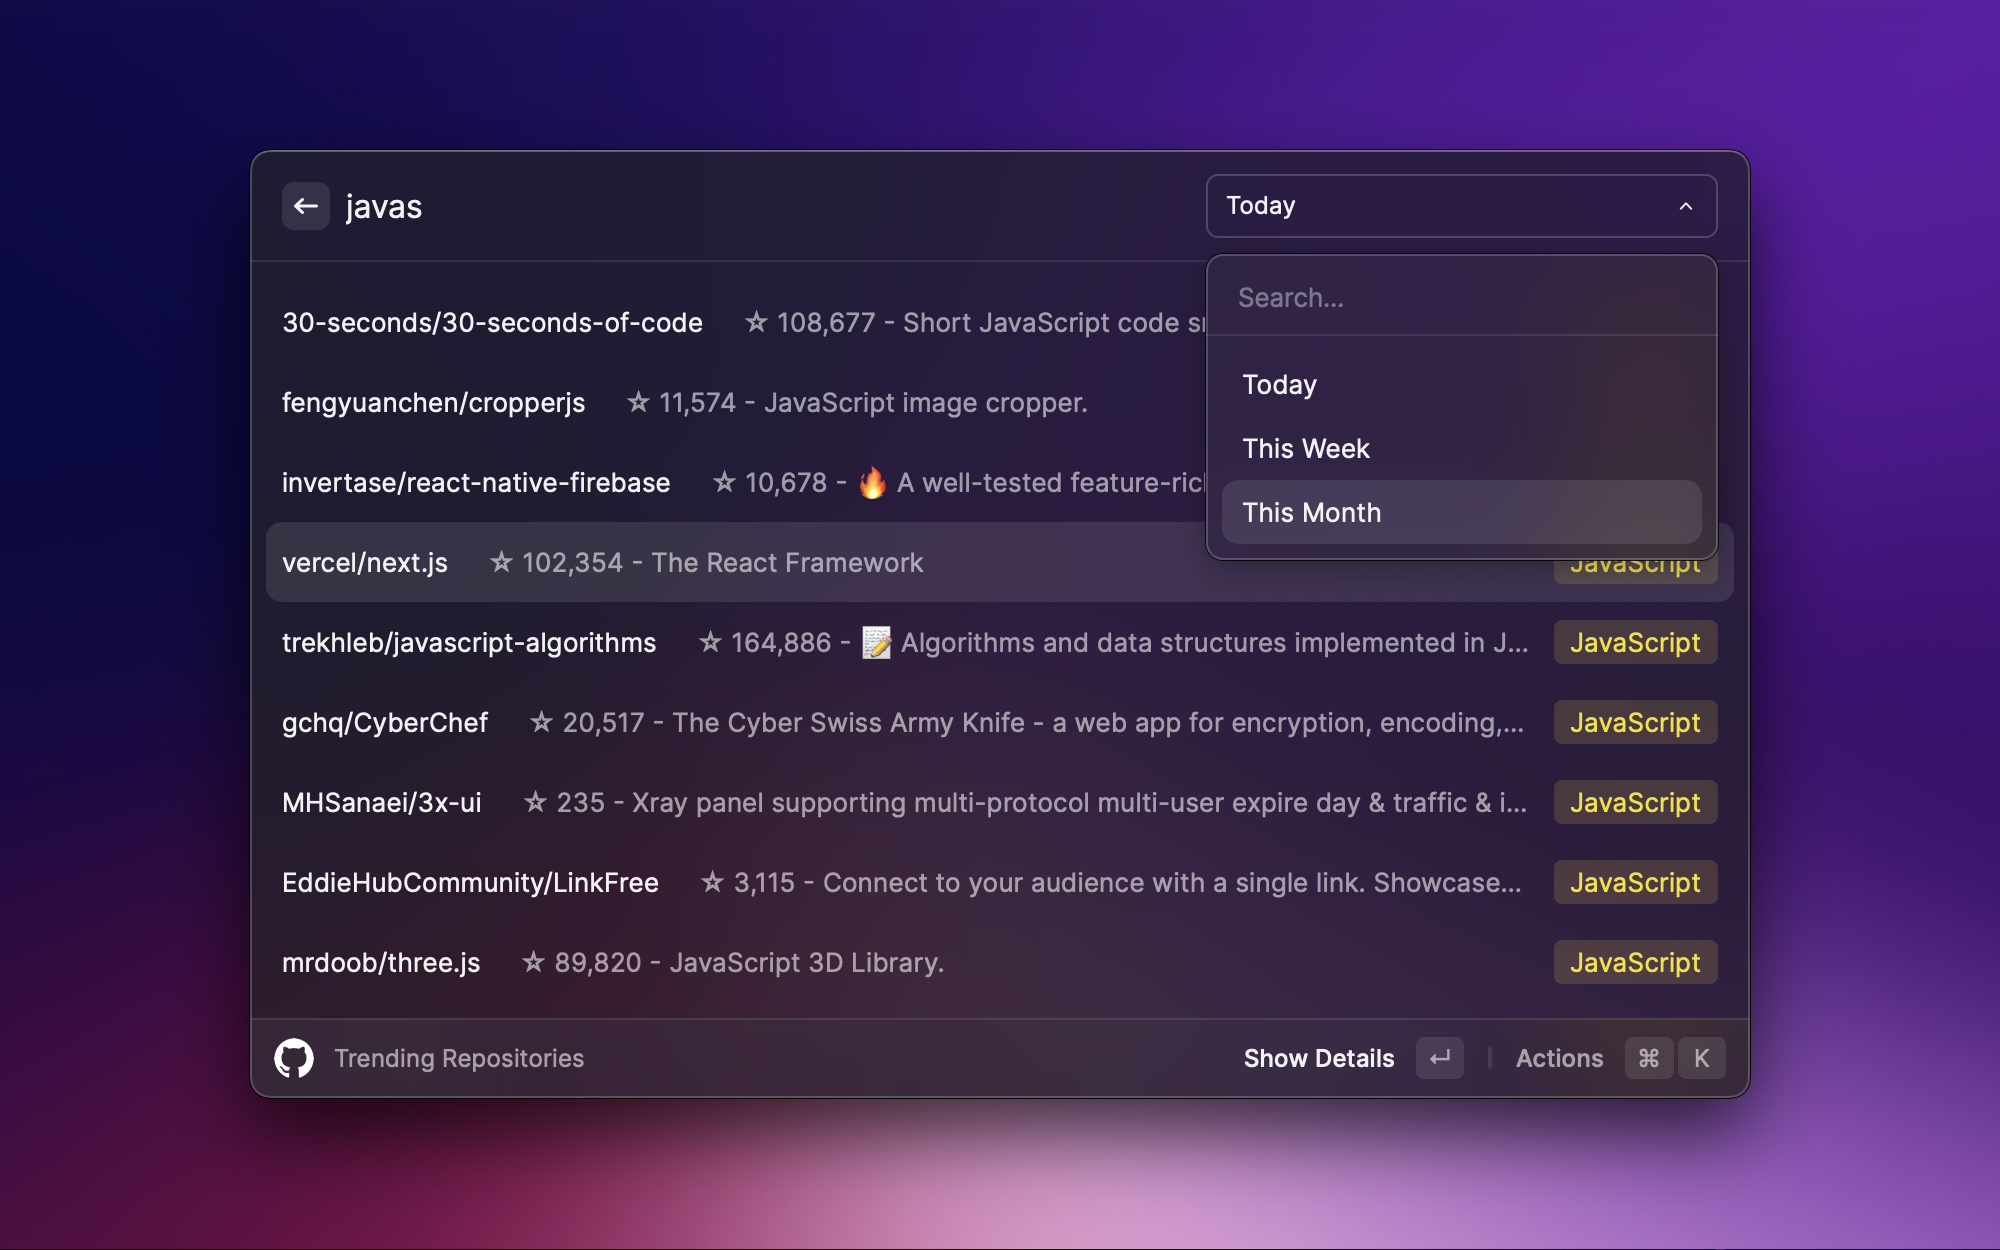 javas
Today
Search...
Today
This Week
This Month
30-seconds/30-seconds-of-code ☆ 108,677 - Short JavaScript code
fengyuanchen/cropperjs ☆ 11,574 - JavaScript image cropper.
invertase/react-native-firebase ☆ 10,678 - 🔥 A well-tested
vercel/next.js ☆ 102,354 - The React Framework JavaScript
trekhleb/javascript-algorithms ☆ 164,886 - 📝 Algorithms and data structures implemented in J... JavaScript
gchq/CyberChef ☆ 20,517 - The Cyber Swiss Army Knife - a web app for encryption, encoding,... JavaScript
MHSanaei/3x-ui ☆ 235 - Xray panel supporting multi-protocol multi-user expire day & traffic & i... JavaScript
EddieHubCommunity/LinkFree ☆ 3,115 - Connect to your audience with a single link. Showcase... JavaScript
mrdoob/three.js ☆ 89,820 - JavaScript 3D Library. JavaScript
Trending Repositories Show Details ↵ Actions ⌘ K